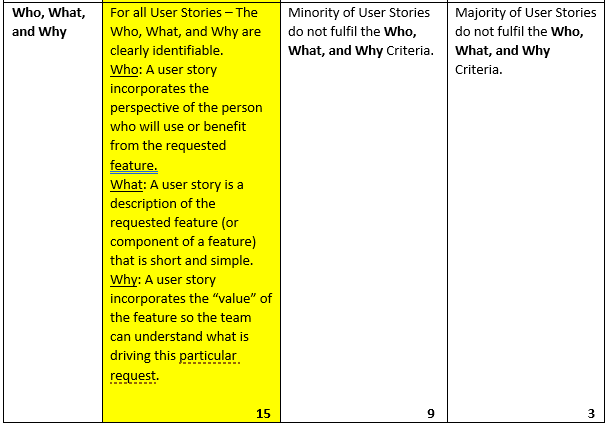 Who, What,
and Why
For all User Stories – The
Who, What, and Why are
clearly identifiable.
Who: A user story
incorporates the
perspective of the person
who will use or benefit
from the requested
feature.
What: A user story is a
description of the
requested feature (or
component of a feature)
that is short and simple.
Why: A user story
incorporates the “value” of
the feature so the team
can understand what is
driving this particular
request.
15
Minority of User Stories
do not fulfil the Who,
What, and Why Criteria.
9
Majority of User Stories
do not fulfil the Who,
What, and Why
Criteria.
3